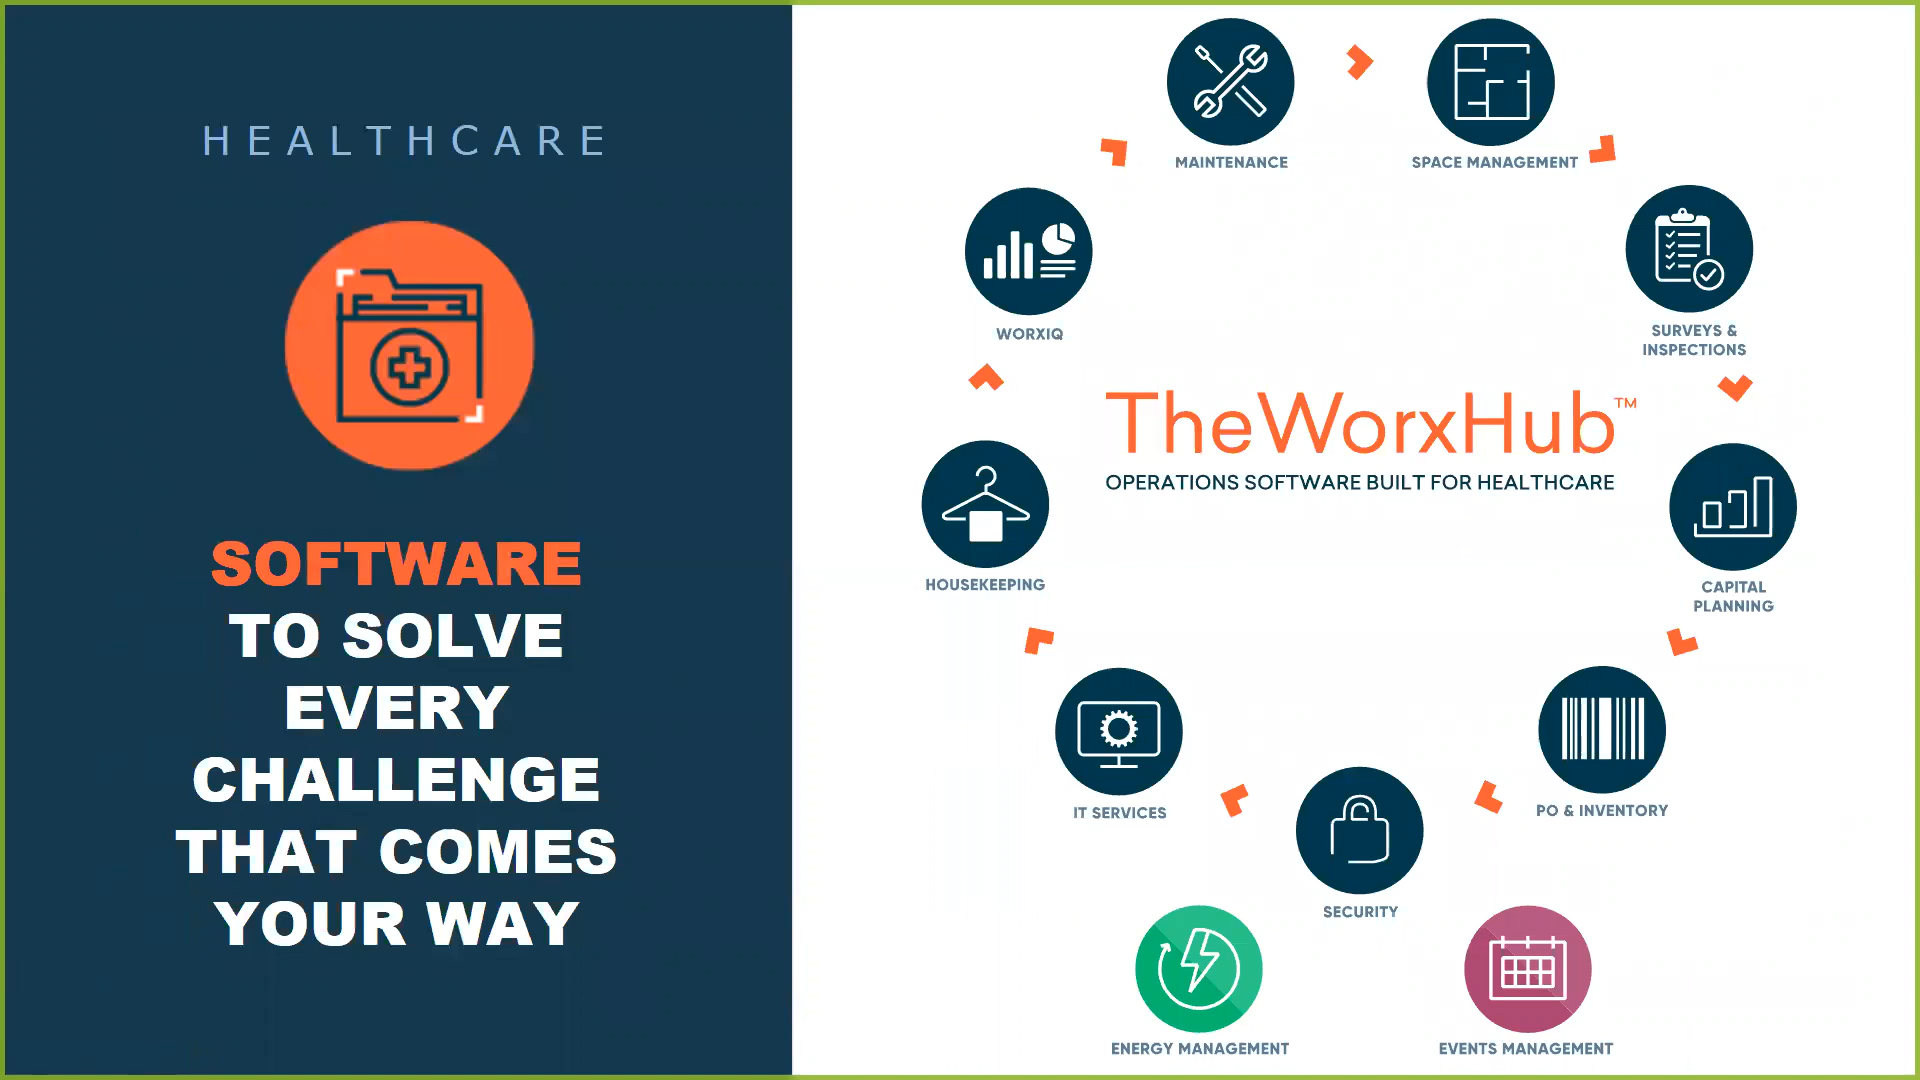 HEALTHCARE
SOFTWARE
TO SOLVE
EVERY
CHALLENGE
THAT COMES
YOUR WAY
MAINTENANCE
SPACE MANAGEMENT
WORXIQ
SURVEYS &
INSPECTIONS
TheWorxHub™
OPERATIONS SOFTWARE BUILT FOR HEALTHCARE
HOUSEKEEPING
CAPITAL
PLANNING
IT SERVICES
PO & INVENTORY
SECURITY
ENERGY MANAGEMENT
EVENTS MANAGEMENT